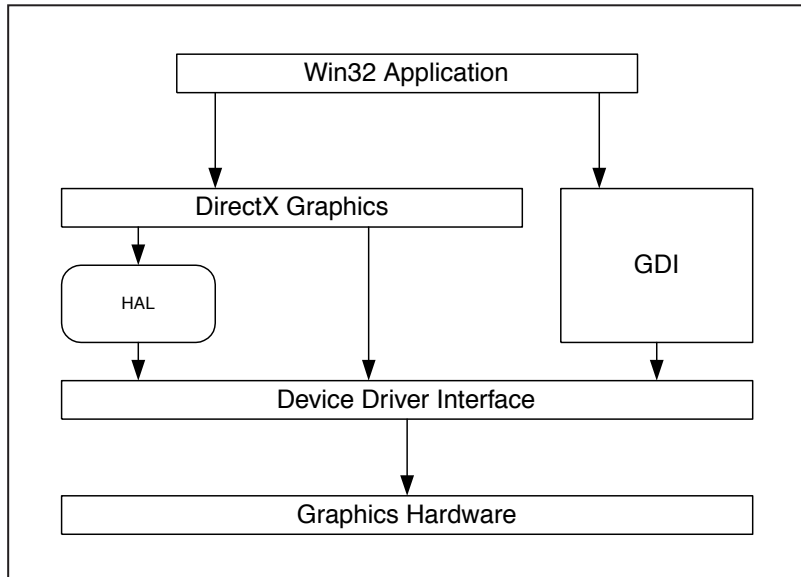 Win32 Application
DirectX Graphics
GDI
HAL
Device Driver Interface
Graphics Hardware